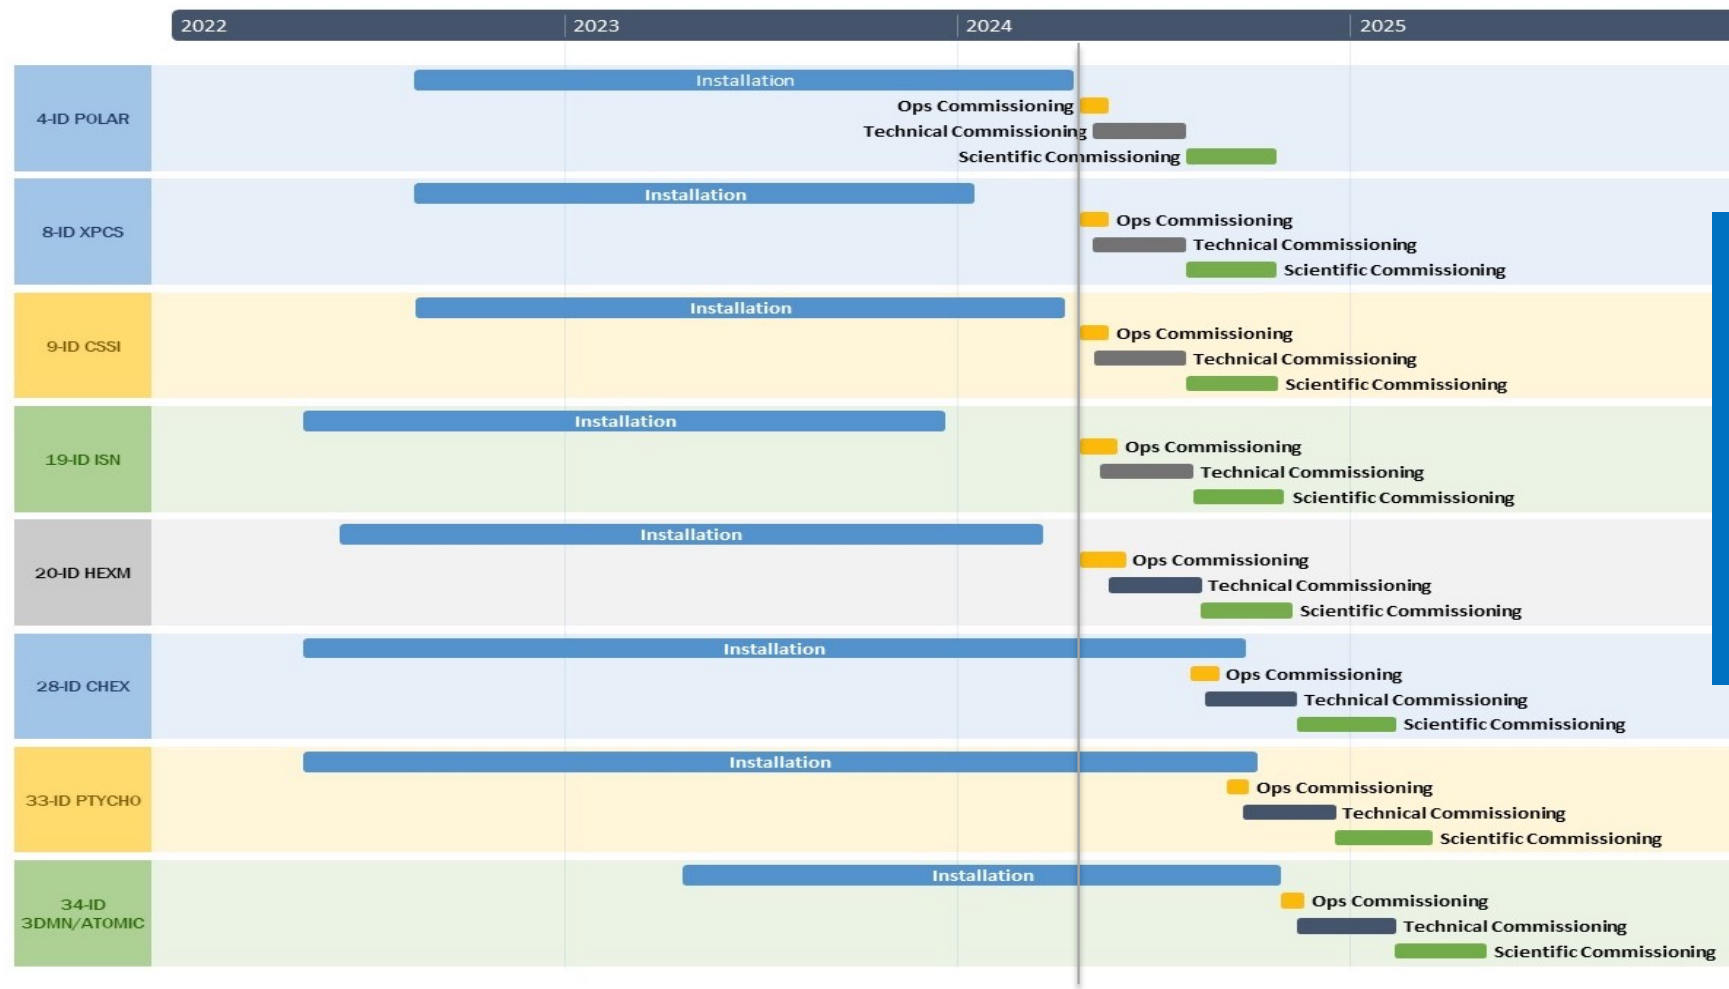 2022 2023 2024 2025
4-ID POLAR
Installation
Ops Commissioning
Technical Commissioning
Scientific Commissioning
8-ID XPCS
Installation
Ops Commissioning
Technical Commissioning
Scientific Commissioning
9-ID CSSI
Installation
Ops Commissioning
Technical Commissioning
Scientific Commissioning
19-ID ISN
Installation
Ops Commissioning
Technical Commissioning
Scientific Commissioning
20-ID HEXM
Installation
Ops Commissioning
Technical Commissioning
Scientific Commissioning
28-ID CHEX
Installation
Ops Commissioning
Technical Commissioning
Scientific Commissioning
33-ID PTYCHO
Installation
Ops Commissioning
Technical Commissioning
Scientific Commissioning
34-ID
3DMN/ATOMIC
Installation
Ops Commissioning
Technical Commissioning
Scientific Commissioning